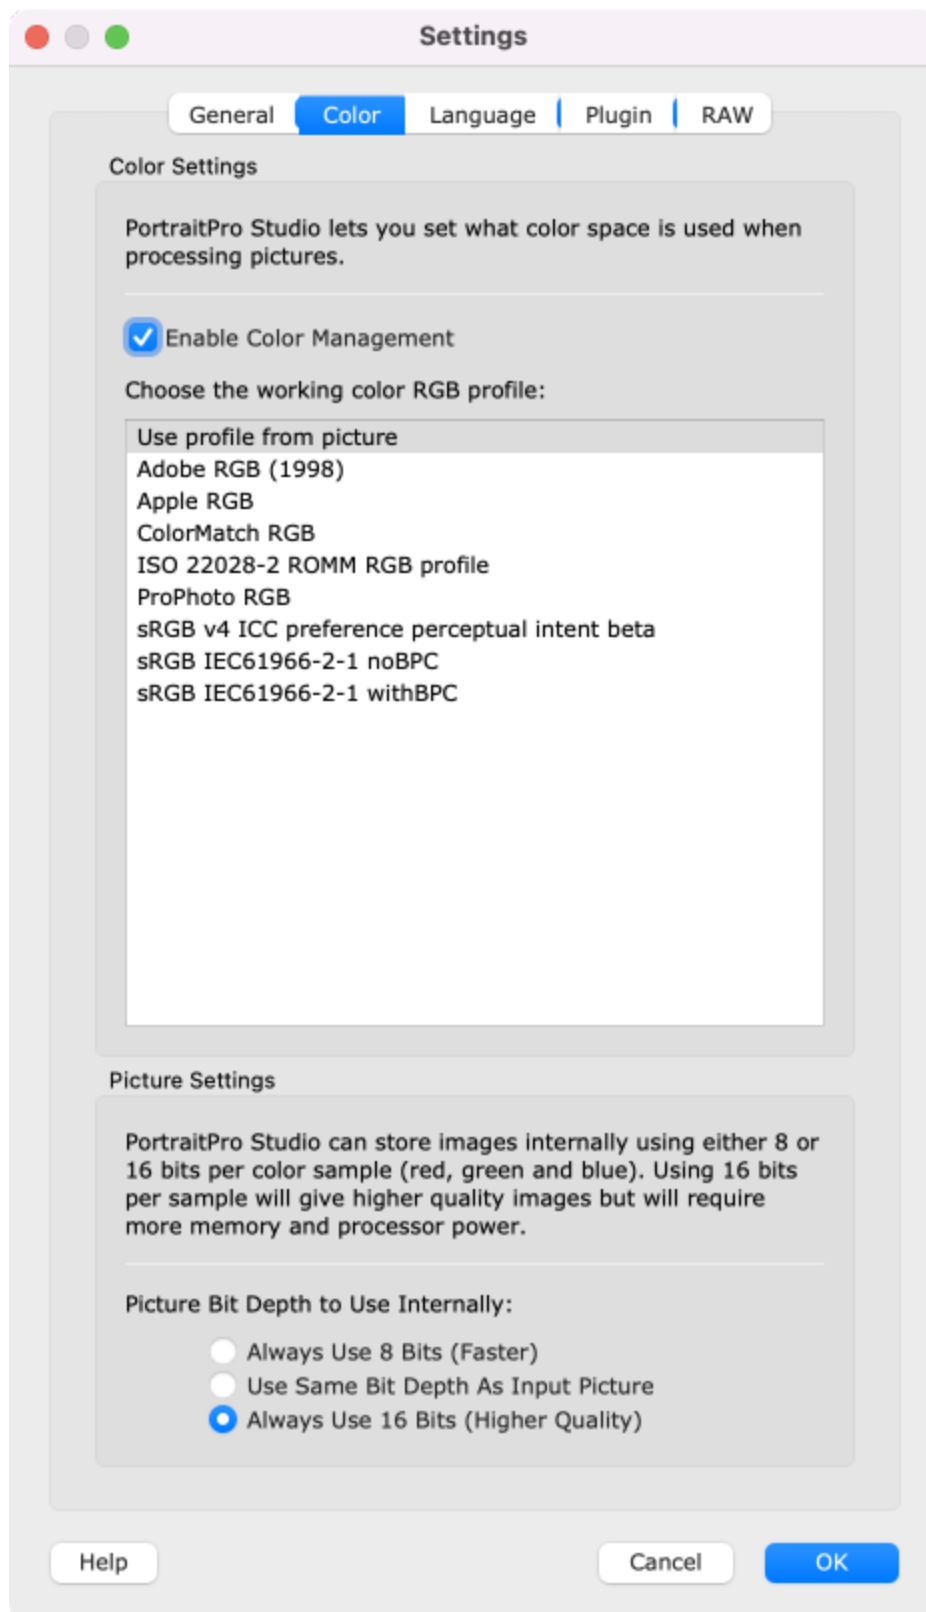 Settings
General
Color
Language
Plugin
RAW
Color Settings
PortraitPro Studio lets you set what color space is used when
processing pictures.
Enable Color Management
Choose the working color RGB profile:
Use profile from picture
Adobe RGB (1998)
Apple RGB
ColorMatch RGB
ISO 22028-2 ROMM RGB profile
ProPhoto RGB
sRGB v4 ICC preference perceptual intent beta
sRGB IEC61966-2-1 noBPC
sRGB IEC61966-2-1 withBPC
Picture Settings
PortraitPro Studio can store images internally using either 8 or
16 bits per color sample (red, green and blue). Using 16 bits
per sample will give higher quality images but will require
more memory and processor power.
Picture Bit Depth to Use Internally:
Always Use 8 Bits (Faster)
Use Same Bit Depth As Input Picture
Always Use 16 Bits (Higher Quality)
Help
Cancel
OK